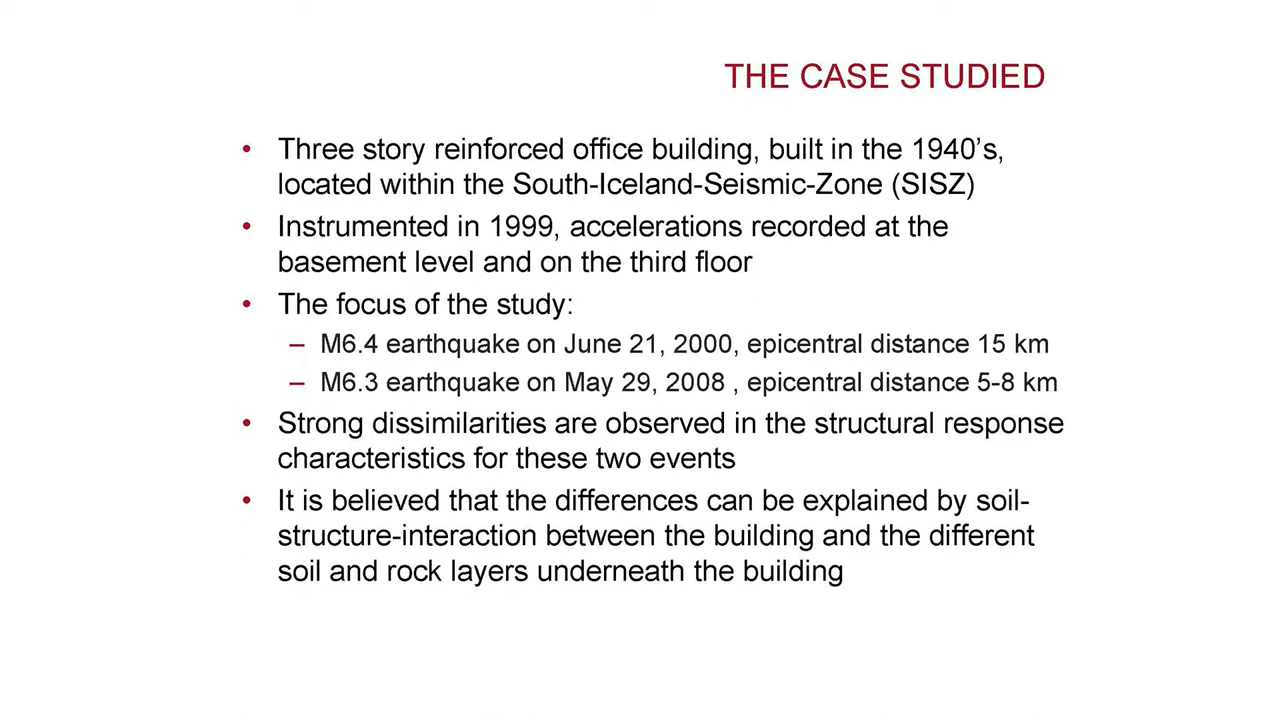 THE CASE STUDIED
• Three story reinforced office building, built in the 1940’s,
located within the South-Iceland-Seismic-Zone (SISZ)
• Instrumented in 1999, accelerations recorded at the
basement level and on the third floor
• The focus of the study:
– M6.4 earthquake on June 21, 2000, epicentral distance 15 km
– M6.3 earthquake on May 29, 2008 , epicentral distance 5-8 km
• Strong dissimilarities are observed in the structural response
characteristics for these two events
• It is believed that the differences can be explained by soil-
structure-interaction between the building and the different
soil and rock layers underneath the building